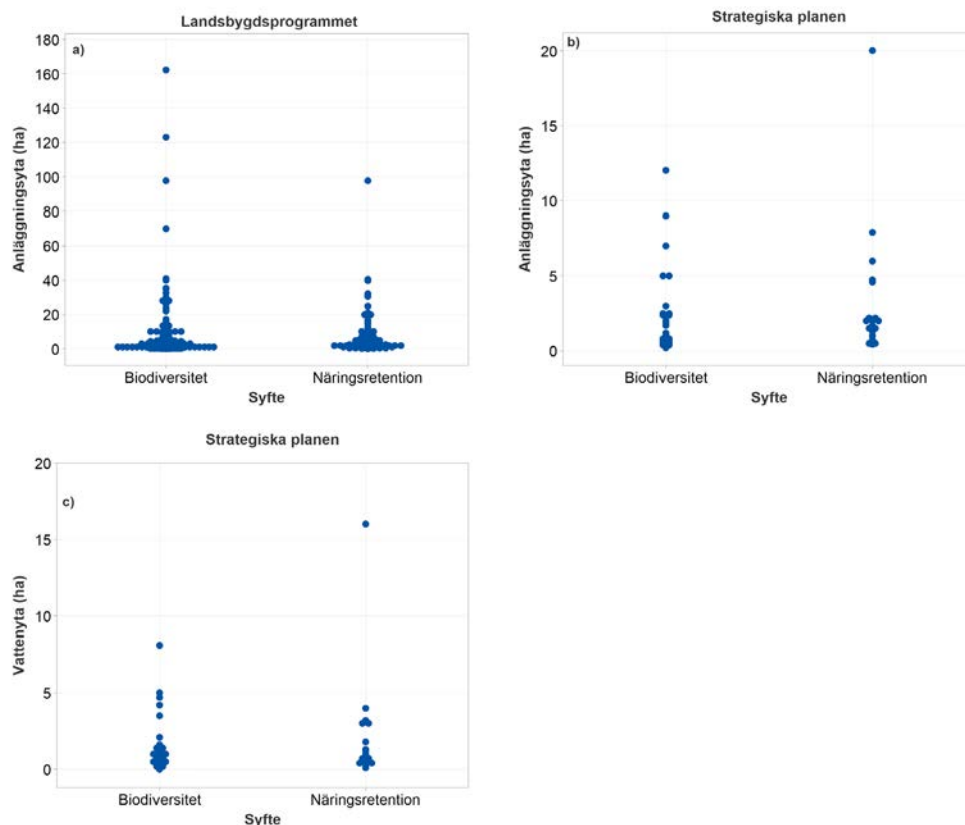 Landsbygdsprogrammet
a)
Anläggningsyta (ha)
180
160
140
120
100
80
60
40
20
0
Biodiversitet
Näringsretention
Syfte
Strategiska planen
b)
Anläggningsyta (ha)
20
15
10
5
0
Biodiversitet
Näringsretention
Syfte
Strategiska planen
c)
Vattenyta (ha)
20
15
10
5
0
Biodiversitet
Näringsretention
Syfte